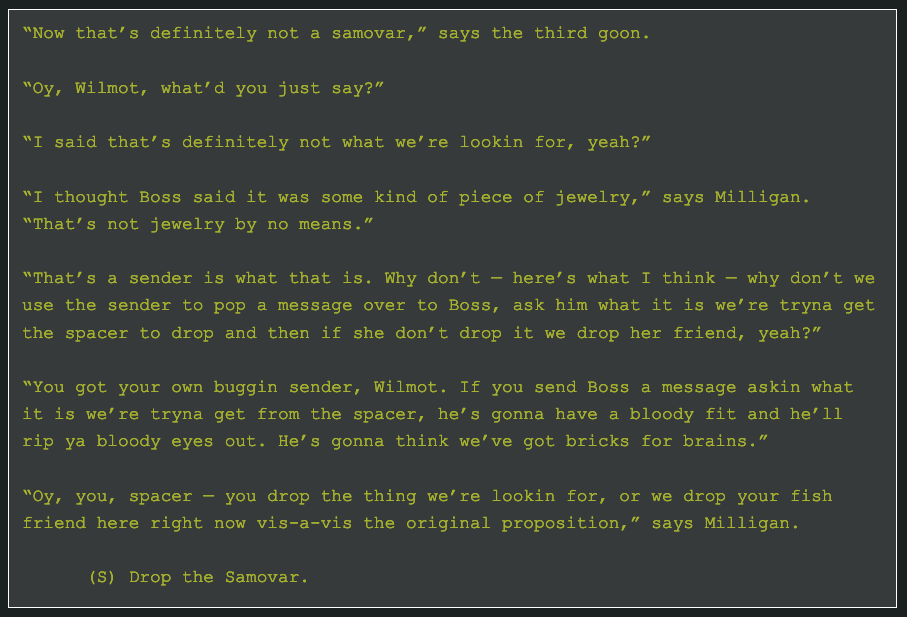 “Now that’s definitely not a samovar,” says the third goon.
“Oy, Wilmot, what’d you just say?”
“I said that’s definitely not what we’re lookin for, yeah?”
“I thought Boss said it was some kind of piece of jewelry,” says Milligan.
“That’s not jewelry by no means.”
“That’s a sender is what that is. Why don’t — here’s what I think — why don’t we
use the sender to pop a message over to Boss, ask him what it is we’re tryna get
the spacer to drop and then if she don’t drop it we drop her friend, yeah?”
“You got your own buggin sender, Wilmot. If you send Boss a message askin what
it is we’re tryna get from the spacer, he’s gonna have a bloody fit and he’ll
rip ya bloody eyes out. He’s gonna think we’ve got bricks for brains.”
“Oy, you, spacer — you drop the thing we’re lookin for, or we drop your fish
friend here right now vis-a-vis the original proposition,” says Milligan.
(S) Drop the Samovar.